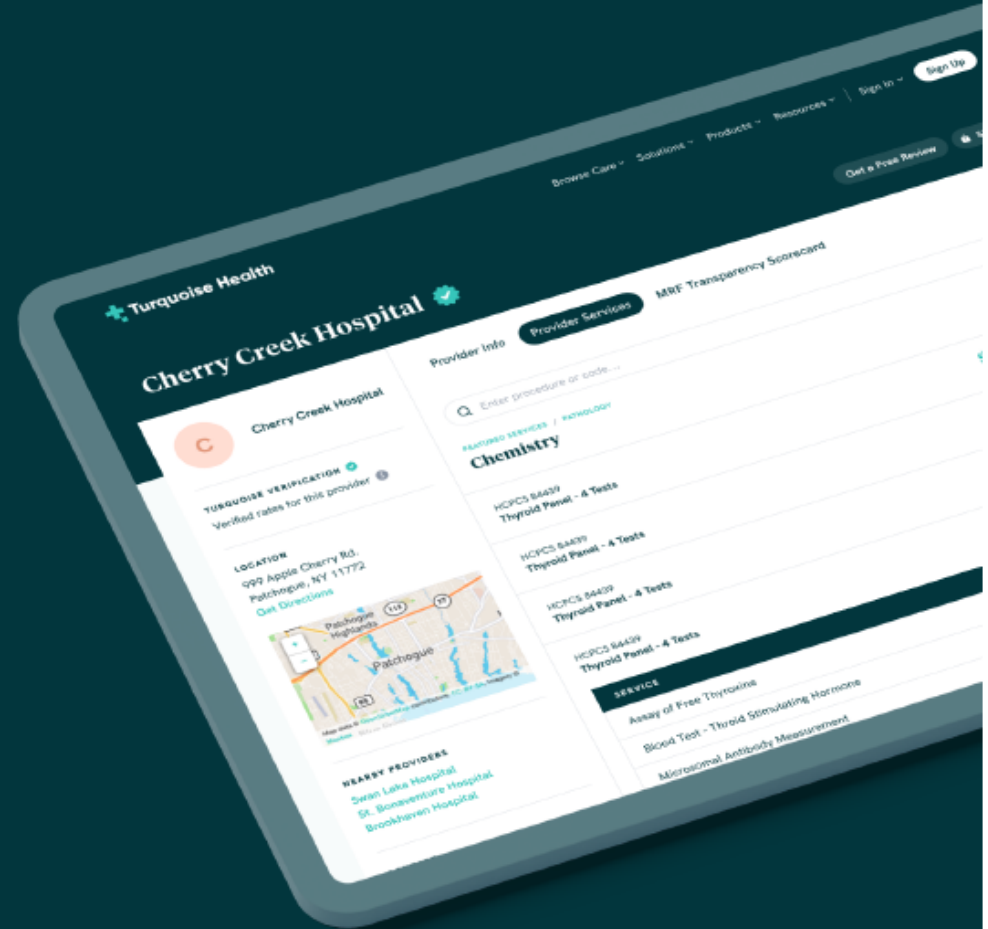 Browse Care
Solutions
Products
Resources
Sign In
Sign Up
Get a Free Review
Turquoise Health
Cherry Creek Hospital
Provider Info
Provider Services
MRF Transparency Scorecard
C
Cherry Creek Hospital
TURQUOISE VERIFICATION
Verified rates for this provider
LOCATION
999 Apple Cherry Rd.
Patchogue, NY 11772
Get Directions
Patchogue
Highlands
112
27
Patchogue
NEARBY PROVIDERS
Swan Lake Hospital
St. Bonaventure Hospital
Brookhaven Hospital
Enter procedure or code...
FEATURED SERVICES / PATHOLOGY
Chemistry
HCPCS 84439
Thyroid Panel - 4 Tests
HCPCS 84439
Thyroid Panel - 4 Tests
HCPCS 84439
Thyroid Panel - 4 Tests
HCPCS 84439
Thyroid Panel - 4 Tests
SERVICE
Assay of Free Thyroxine
Blood Test - Throid Stimulating Hormone
Microsomal Antibody Measurement